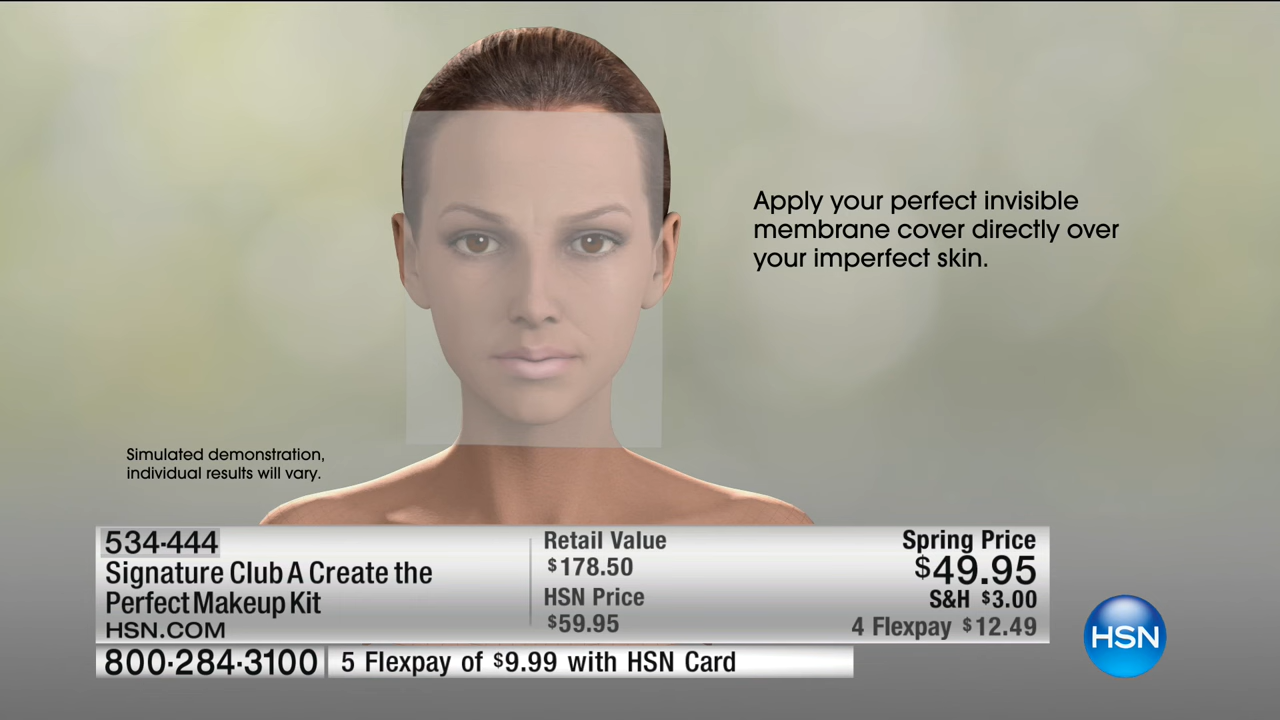 Apply your perfect invisible
membrane cover directly over
your imperfect skin.
Simulated demonstration,
individual results will vary.
534-444
Signature Club A Create the
Perfect Makeup Kit
HSN.COM
Retail Value
$178.50
HSN Price
$59.95
Spring Price
$49.95
S&H $3.00
4 Flexpay $12.49
800-284-3100
5 Flexpay of $9.99 with HSN Card
HSN